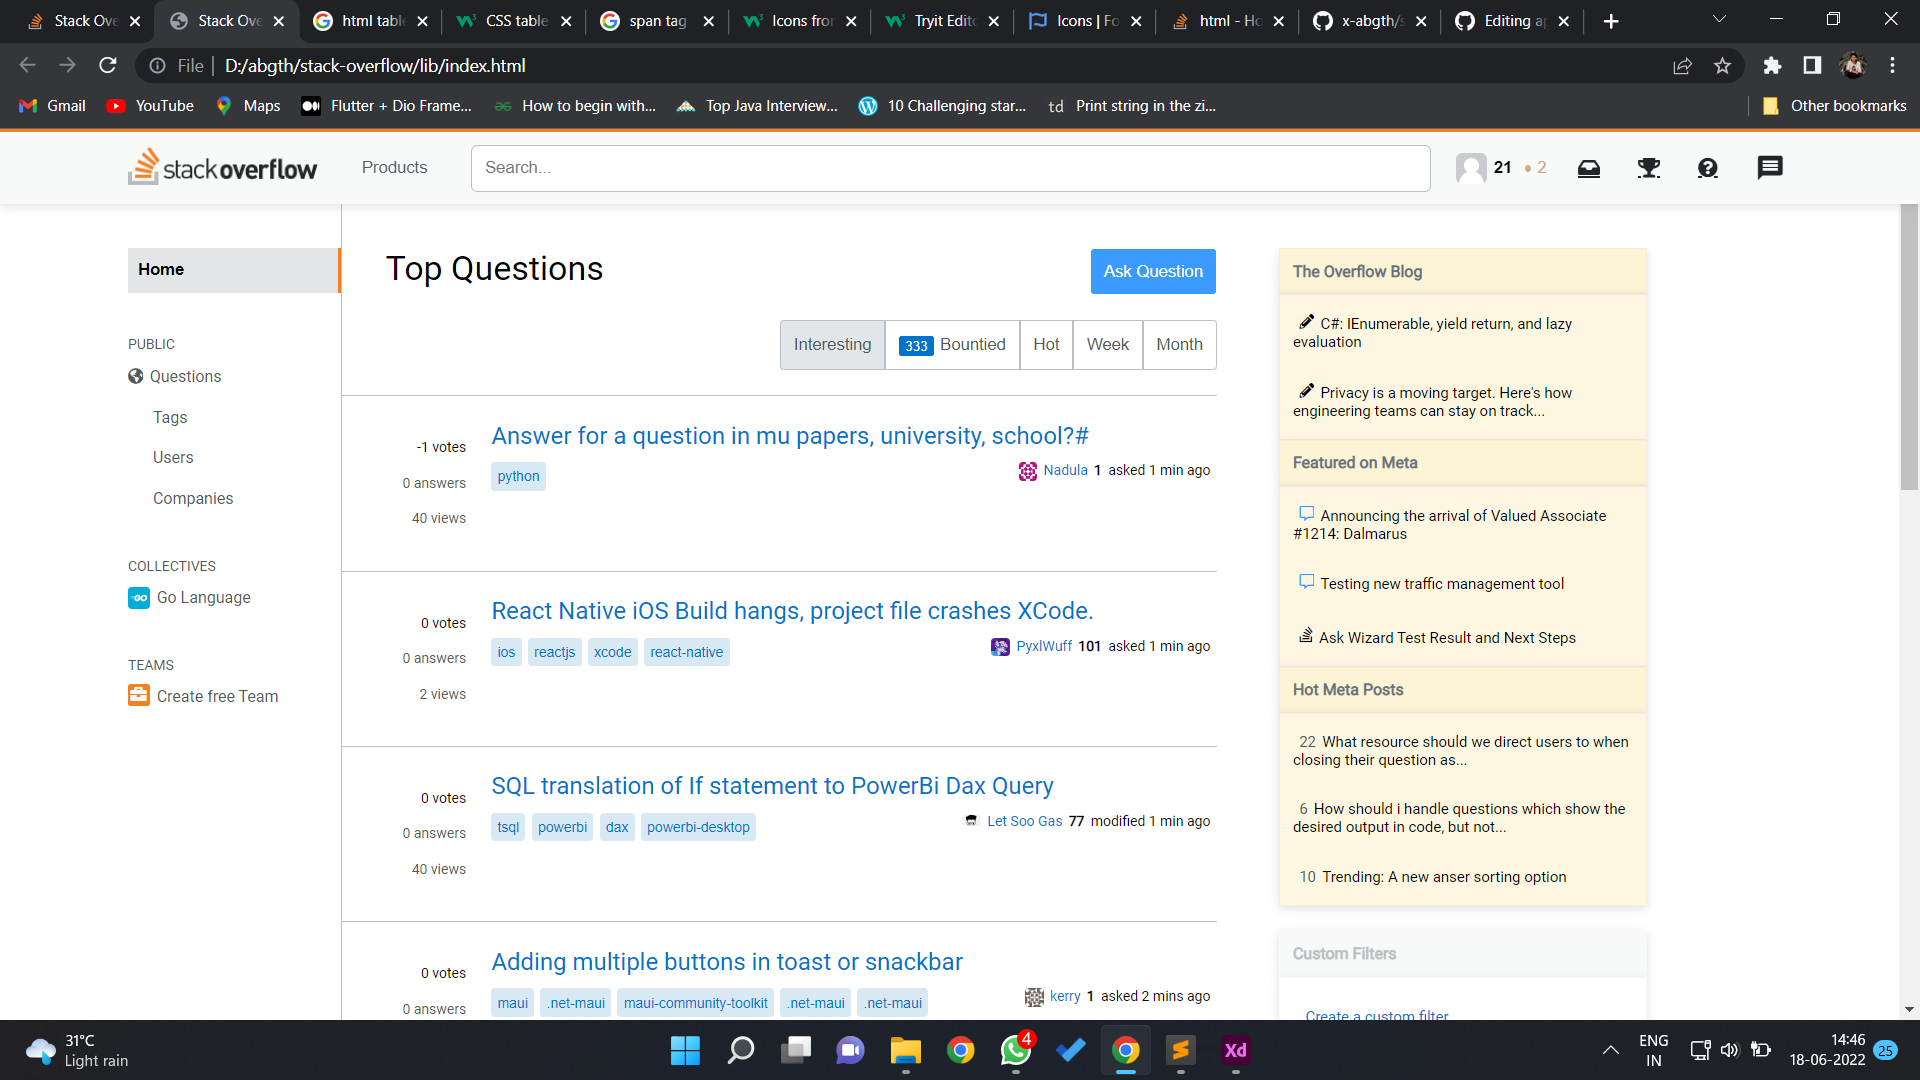 Stack Ove
Stack Ove
html table
CSS table
span tag
Icons fror
Tryit Edito
Icons | Fo
html - Ho
x-abgth/s
Editing ap
File
D:/abgth/stack-overflow/lib/index.html
Gmail
YouTube
Maps
Flutter + Dio Frame...
How to begin with...
Top Java Interview...
10 Challenging star...
td Print string in the zi...
Other bookmarks
stackoverflow
Products
Search...
21 • 2
Home
PUBLIC
Questions
Tags
Users
Companies
COLLECTIVES
GO Go Language
TEAMS
Create free Team
Top Questions
Ask Question
Interesting
333 Bountied
Hot
Week
Month
-1 votes
0 answers
40 views
Answer for a question in mu papers, university, school?#
python
Nadula 1 asked 1 min ago
0 votes
0 answers
2 views
React Native iOS Build hangs, project file crashes XCode.
ios reactjs xcode react-native
PyxlWuff 101 asked 1 min ago
0 votes
0 answers
40 views
SQL translation of If statement to PowerBi Dax Query
tsql powerbi dax powerbi-desktop
Let Soo Gas 77 modified 1 min ago
0 votes
0 answers
Adding multiple buttons in toast or snackbar
maui .net-maui maui-community-toolkit .net-maui .net-maui
kerry 1 asked 2 mins ago
The Overflow Blog
C#: IEnumerable, yield return, and lazy
evaluation
Privacy is a moving target. Here's how
engineering teams can stay on track...
Featured on Meta
Announcing the arrival of Valued Associate
#1214: Dalmarus
Testing new traffic management tool
Ask Wizard Test Result and Next Steps
Hot Meta Posts
22 What resource should we direct users to when
closing their question as...
6 How should i handle questions which show the
desired output in code, but not...
10 Trending: A new anser sorting option
Custom Filters
Create a custom filter
31°C
Light rain
4
Xd
ENG
IN
14:46
18-06-2022
25